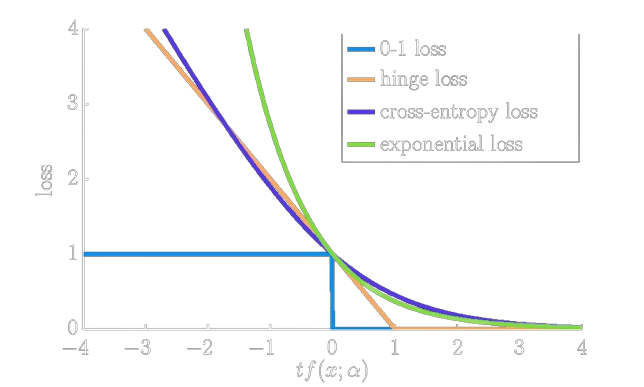 4
3
2
1
0
loss
0-1 loss
hinge loss
cross-entropy loss
exponential loss
−4 −3 −2 −1 0 1 2 3 4
tf(x; α)